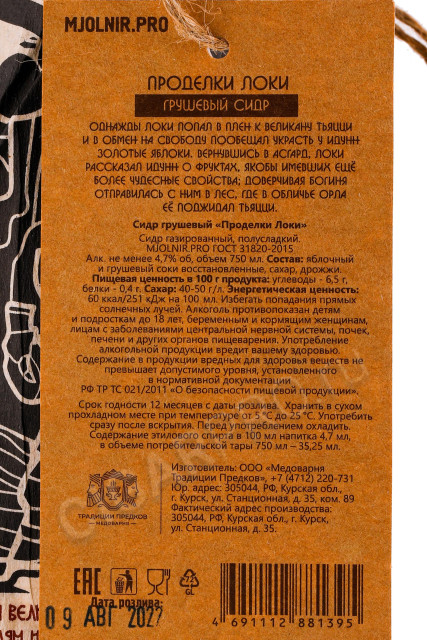 MJOLNIR.PRO
ПРОДЕЛКИ ЛОКИ
ГРУШЕВЫЙ СИДР
ОДНАЖДЫ ЛОКИ ПОПАЛ В ПЛЕН К ВЕЛИКАНУ ТЬЯЦЦИ
И В ОБМЕН НА СВОБОДУ ПООБЕЩАЛ УКРАСТЬ У ИДУНН
ЗОЛОТЫЕ ЯБЛОКИ. ВЕРНУВШИСЬ В АСГАРД, ЛОКИ
РАССКАЗАЛ ИДУНН О ФРУКТАХ, ЯКОБЫ ИМЕВШИХ ЕЩЁ
БОЛЕЕ ЧУДЕСНЫЕ СВОЙСТВА; ДОВЕРЧИВАЯ БОГИНЯ
ОТПРАВИЛАСЬ С НИМ В ЛЕС, ГДЕ В ОБЛИЧЬЕ ОРЛА
ЕЁ ПОДЖИДАЛ ТЬЯЦЦИ.
Сидр грушевый «Проделки Локи»
Сидр газированный, полусладкий.
MJOLNIR.PRO ГОСТ 31820-2015
Алк. не менее 4,7% об, объем 750 мл. Состав: яблочный
и грушевый соки восстановленные, сахар, дрожжи.
Пищевая ценность в 100 г продукта: углеводы - 6,5 г,
белки - 0,4 г. Сахар: 40-50 г/л. Энергетическая ценность:
60 ккал/251 кДж на 100 мл. Избегать попадания прямых
солнечных лучей. Алкоголь противопоказан детям
и подросткам до 18 лет, беременным и кормящим женщинам,
лицам с заболеваниями центральной нервной системы, почек,
печени и других органов пищеварения. Употребление
алкогольной продукции вредит вашему здоровью.
Содержание в продукции вредных для здоровья веществ не
превышает допустимого уровня, установленного
в нормативной документации
РФ ТР ТС 021/2011 «О безопасности пищевой продукции».
Срок годности 12 месяцев с даты розлива. Хранить в сухом
прохладном месте при температуре от 5 °С до 25 °С. Употребить
сразу после вскрытия. Перед употреблением охладить.
Содержание этилового спирта в 100 мл напитка 4,7 мл,
в объеме потребительской тары 750 мл – 35,25 мл.
ТРАДИЦИИ ПРЕДКОВ
МЕДОВАРНЯ
Изготовитель: ООО «Медоварня
Традиции Предков» +7 (4712) 220-731
Юр. адрес: 305044, РФ, Курская обл.,
г. Курск, ул. Станционная, д. 35, ком. 89
Фактический адрес производства:
305044, РФ, Курская обл., г. Курск,
ул. Станционная, д. 35.
ЕАС
GL
Дата розлива:
09 АВГ 2022
4 691112 881395